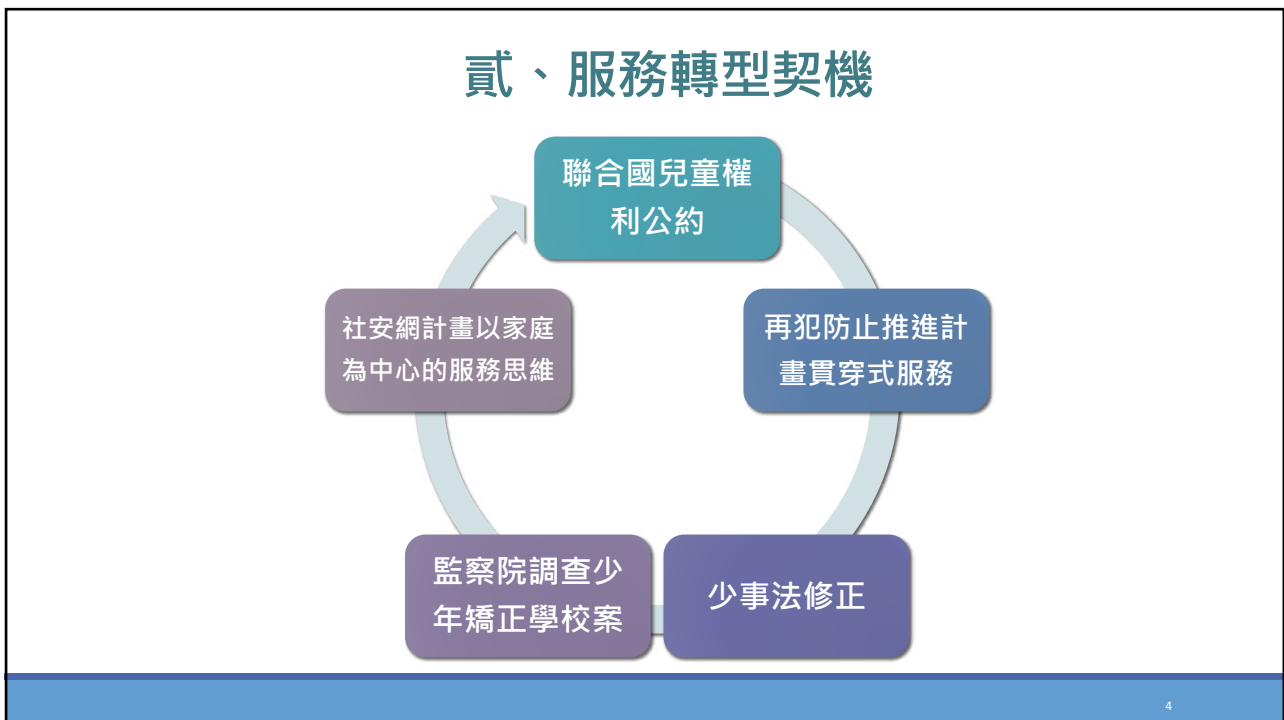 貳、服務轉型契機
聯合國兒童權
利公約
再犯防止推進計
畫貫穿式服務
少事法修正
監察院調查少
年矯正學校案
社安網計畫以家庭
為中心的服務思維
4